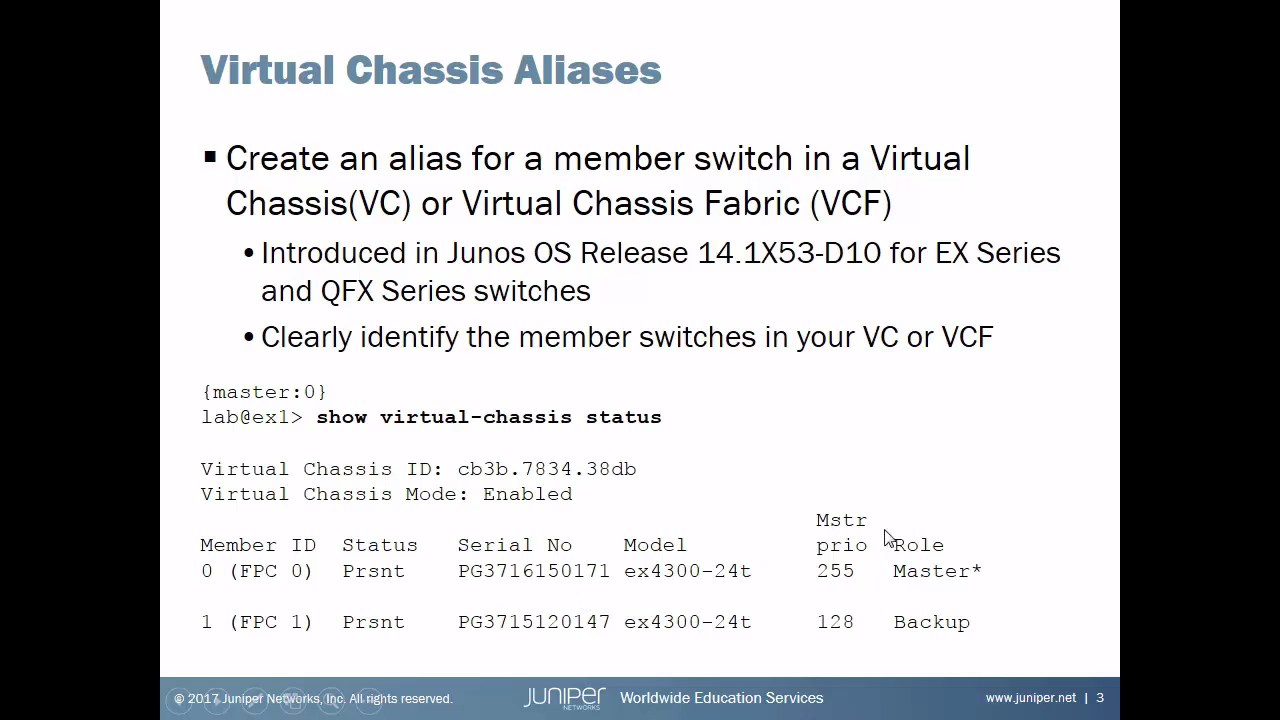 Virtual Chassis Aliases
Create an alias for a member switch in a Virtual
Chassis(VC) or Virtual Chassis Fabric (VCF)
• Introduced in Junos OS Release 14.1X53-D10 for EX Series
and QFX Series switches
• Clearly identify the member switches in your VC or VCF
{master:0}
lab@ex1> show virtual-chassis status
Virtual Chassis ID: cb3b.7834.38db
Virtual Chassis Mode: Enabled
Mstr
Member ID Status Serial No Model prio Role
0 (FPC 0) Prsnt PG3716150171 ex4300-24t 255 Master*
1 (FPC 1) Prsnt PG3715120147 ex4300-24t 128 Backup
© 2017 Juniper Networks, Inc. All rights reserved. JUNIPER NETWORKS Worldwide Education Services www.juniper.net | 3